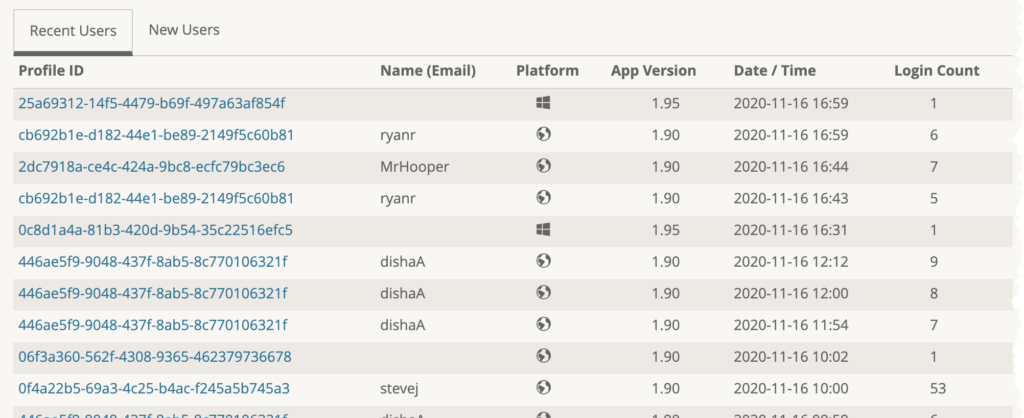 Recent Users New Users
Profile ID Name (Email) Platform App Version Date / Time Login Count
25a69312-14f5-4479-b69f-497a63af854f 1.95 2020-11-16 16:59 1
cb692b1e-d182-44e1-be89-2149f5c60b81 ryanr 1.90 2020-11-16 16:59 6
2dc7918a-ce4c-424a-9bc8-ecfc79bc3ec6 MrHooper 1.90 2020-11-16 16:44 7
cb692b1e-d182-44e1-be89-2149f5c60b81 ryanr 1.90 2020-11-16 16:43 5
0c8d1a4a-81b3-420d-9b54-35c22516efc5 1.95 2020-11-16 16:31 1
446ae5f9-9048-437f-8ab5-8c770106321f dishaA 1.90 2020-11-16 12:12 9
446ae5f9-9048-437f-8ab5-8c770106321f dishaA 1.90 2020-11-16 12:00 8
446ae5f9-9048-437f-8ab5-8c770106321f dishaA 1.90 2020-11-16 11:54 7
06f3a360-562f-4308-9365-462379736678 1.90 2020-11-16 10:02 1
0f4a22b5-69a3-4c25-b4ac-f245a5b745a3 stevej 1.90 2020-11-16 10:00 53